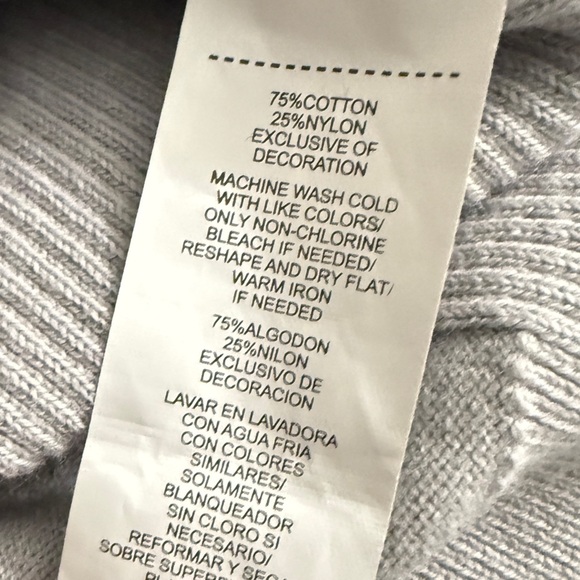 75%COTTON
25%NYLON
EXCLUSIVE OF
DECORATION
MACHINE WASH COLD
WITH LIKE COLORS/
ONLY NON-CHLORINE
BLEACH IF NEEDED/
RESHAPE AND DRY FLAT/
WARM IRON
IF NEEDED
75%ALGODON
25%NILON
EXCLUSIVO DE
DECORACION
LAVAR EN LAVADORA
CON AGUA FRIA
CON COLORES
SIMILARES/
SOLAMENTE
BLANQUEADOR
SIN CLORO SI
NECESARIO/
REFORMAR Y
SOBRE